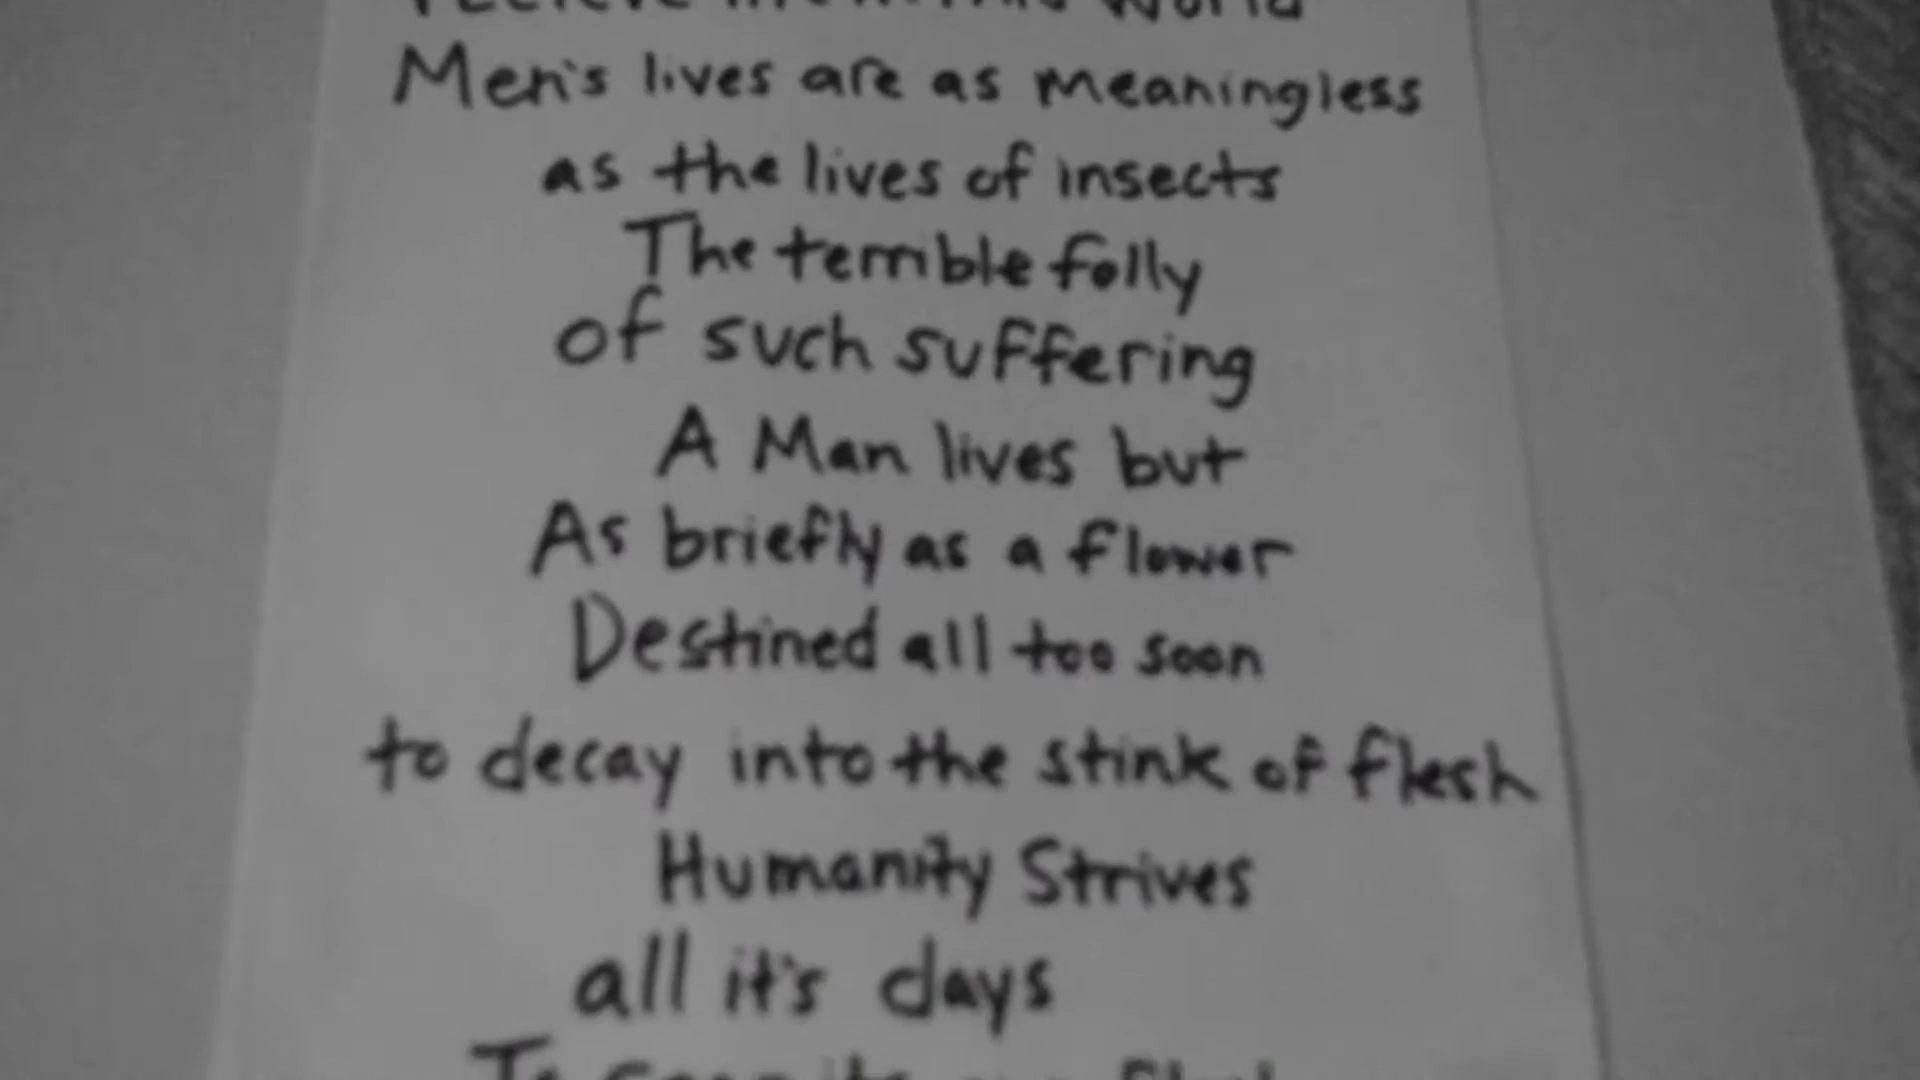 World
Men's lives are as meaningless
as the lives of insects
The terrible folly
of such suffering
A Man lives but
As briefly as a flower
Destined all too soon
to decay into the stink of flesh
Humanity Strives
all it's days
To